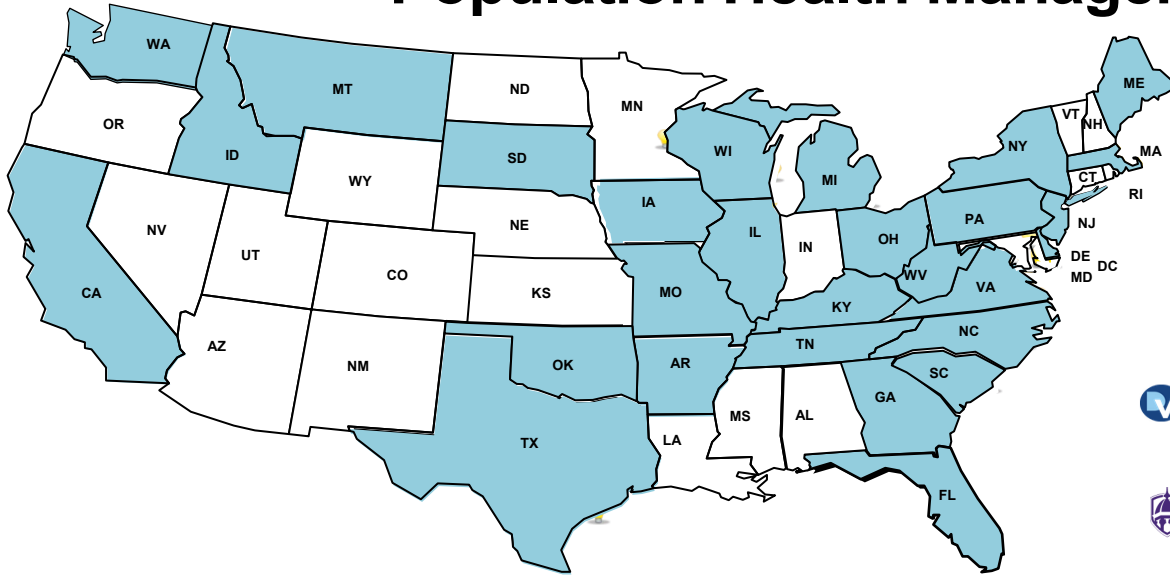 Population Health Manage
WA
MT
ND
MN
OR
ID
SD
WI
MI
NY
VT
NH
ME
MA
CT
RI
WY
IA
NE
NV
UT
CO
KS
IL
IN
OH
PA
NJ
DE
MD
DC
WV
VA
CA
MO
KY
AZ
NM
OK
AR
TN
NC
SC
TX
LA
MS
AL
GA
FL